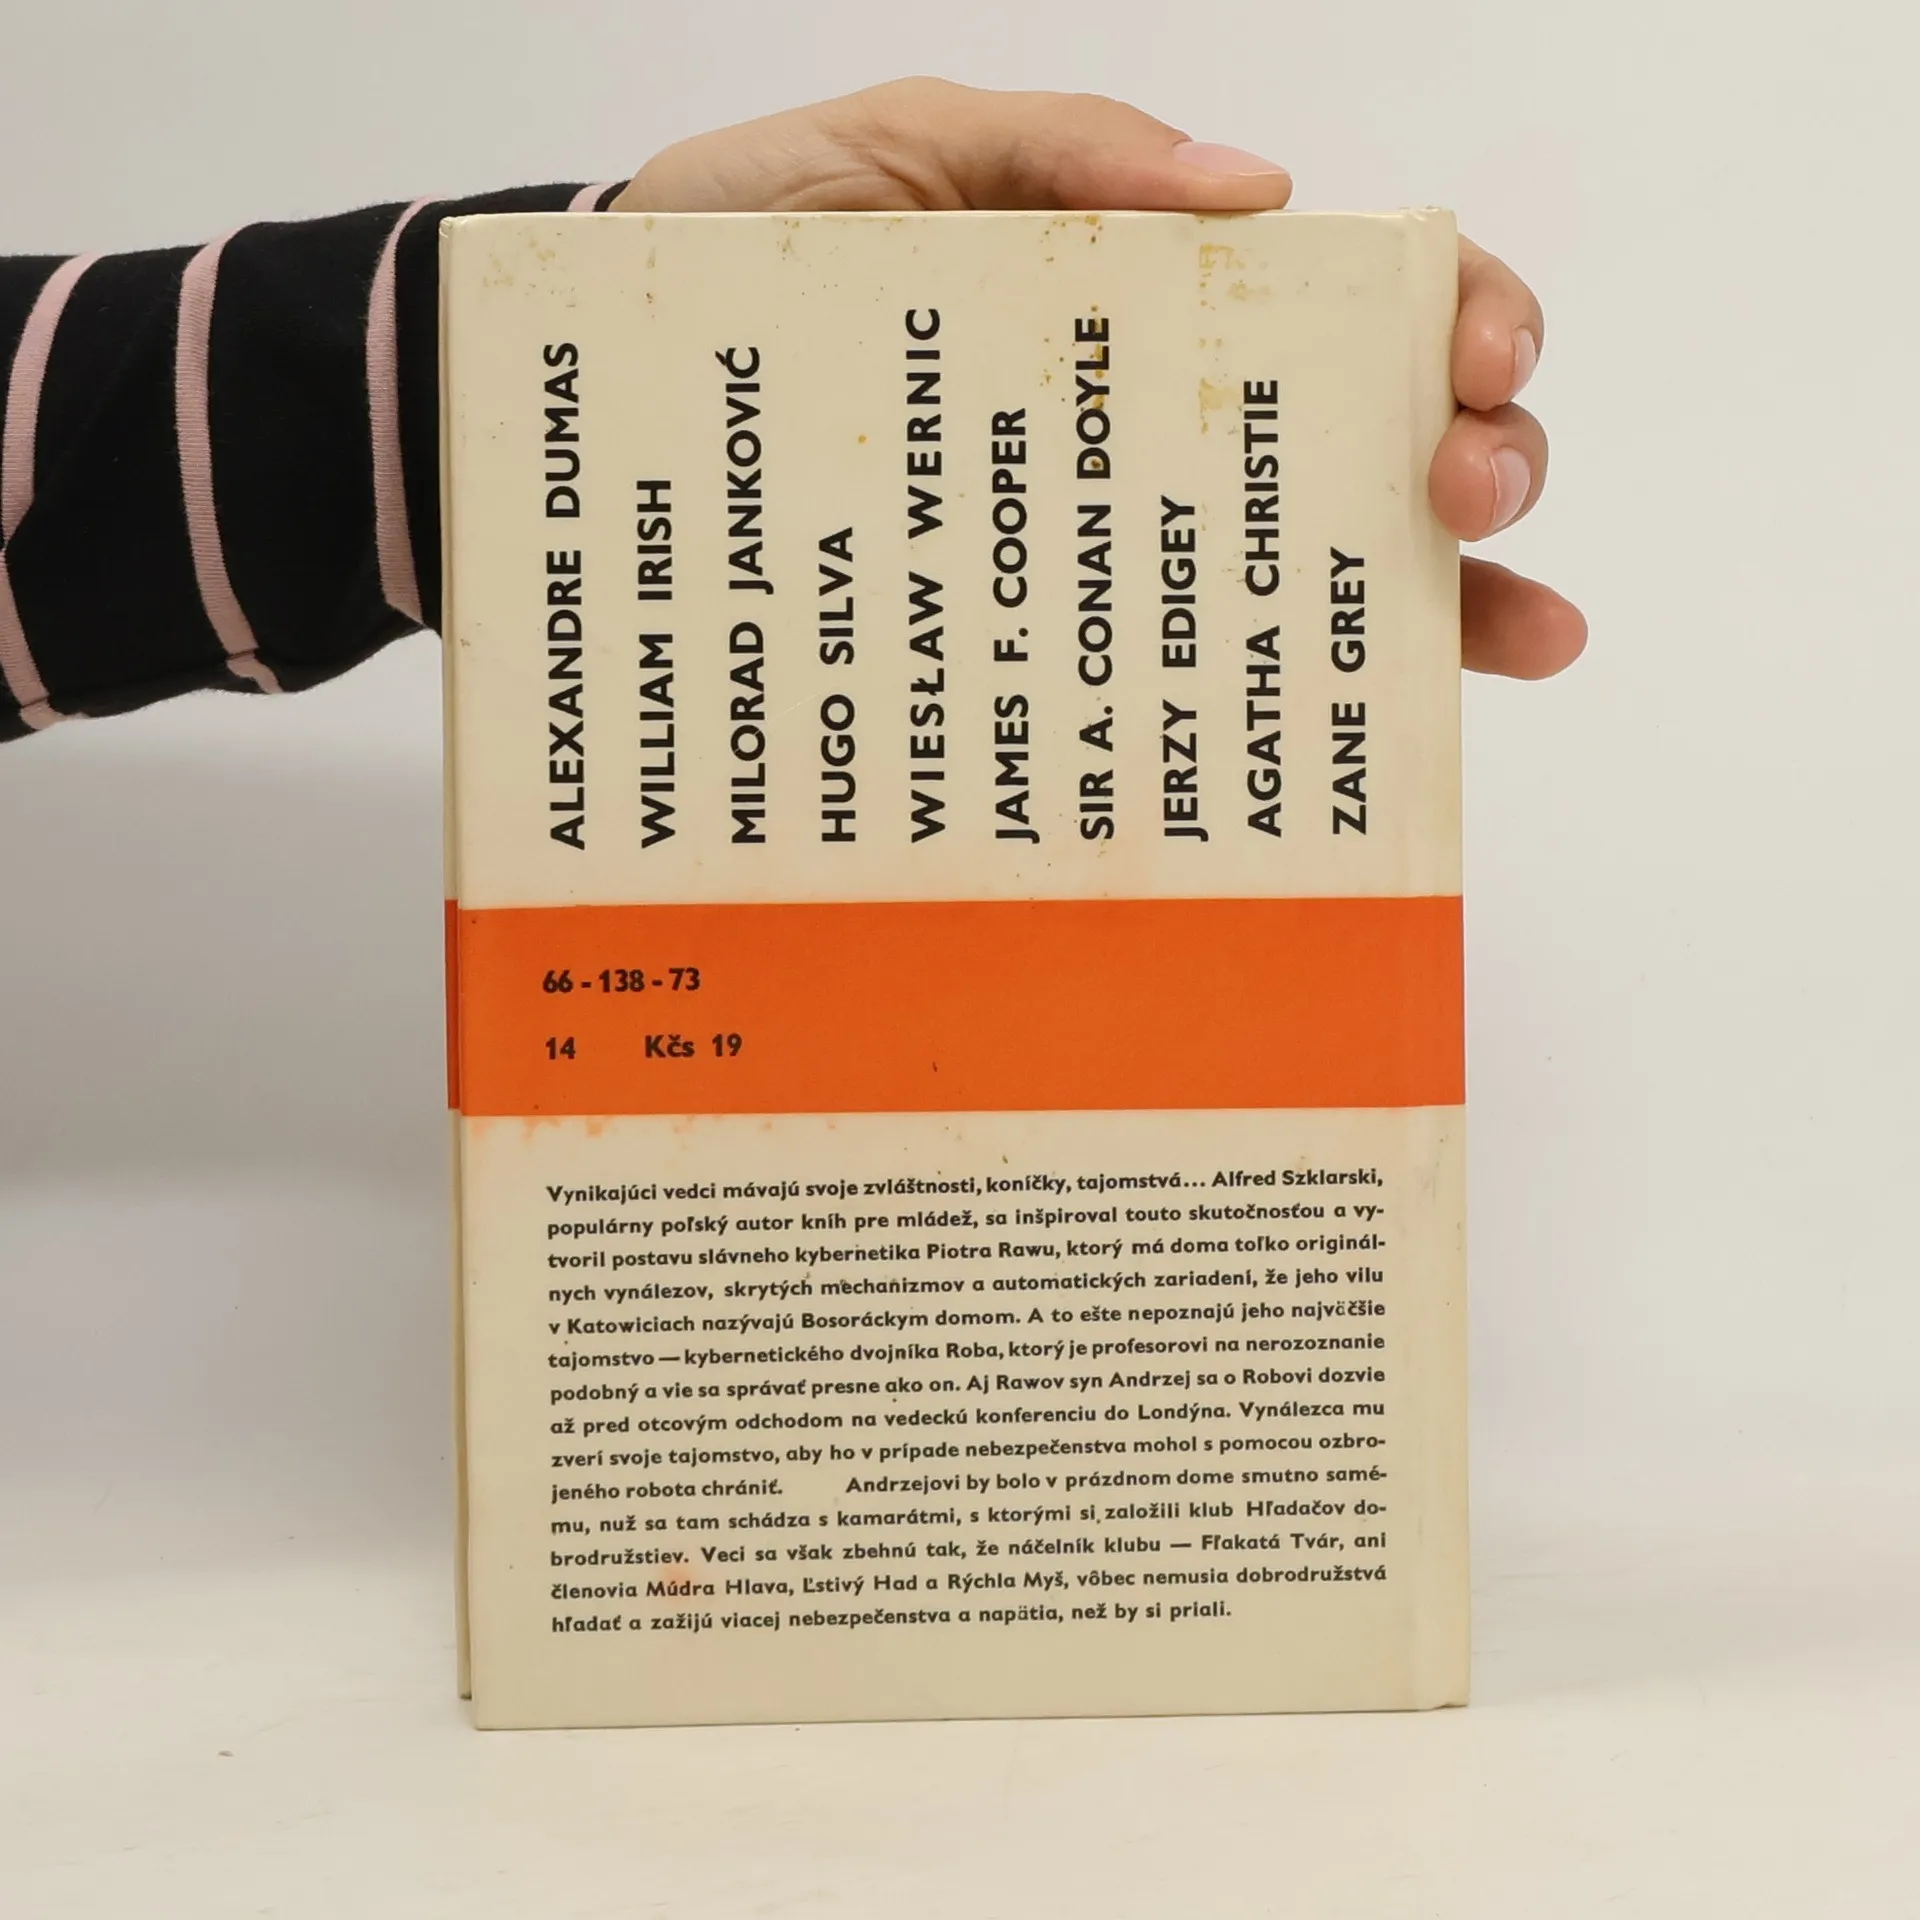 ALEXANDRE DUMAS
WILLIAM IRISH
MILORAD JANKOVIĆ
HUGO SILVA
WIESŁAW WERNIC
JAMES F. COOPER
SIR A. CONAN DOYLE
JERZY EDIGEY
AGATHA CHRISTIE
ZANE GREY
66 - 138 - 73
14 Kčs 19
Vynikajúci vedci mávajú svoje zvláštnosti, koníčky, tajomstvá... Alfred Szklarski,
populárny poľský autor kníh pre mládež, sa inšpiroval touto skutočnosťou a vy-
tvoril postavu slávneho kybernetika Piotra Rawu, ktorý má doma toľko originál-
nych vynálezov, skrytých mechanizmov a automatických zariadení, že jeho vilu
v Katowiciach nazývajú Bosoráckym domom. A to ešte nepoznajú jeho najväčšie
tajomstvo — kybernetického dvojníka Roba, ktorý je profesorovi na nerozoznanie
podobný a vie sa správať presne ako on. Aj Rawov syn Andrzej sa o Robovi dozvie
až pred otcovým odchodom na vedeckú konferenciu do Londýna. Vynálezca mu
zverí svoje tajomstvo, aby ho v prípade nebezpečenstva mohol s pomocou ozbro-
jeného robota chrániť. Andrzejovi by bolo v prázdnom dome smutno samé-
mu, nuž sa tam schádza s kamarátmi, s ktorými si založili klub Hľadačov do-
brodružstiev. Veci sa však zbehnú tak, že náčelník klubu — Fľakatá Tvár, ani
členovia Múdra Hlava, Ľstivý Had a Rýchla Myš, vôbec nemusia dobrodružstvá
hľadať a zažijú viacej nebezpečenstva a napätia, než by si priali.